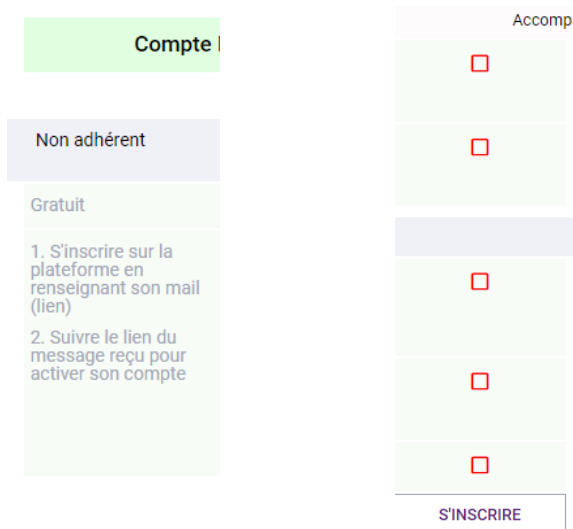 Compte
Non adhérent
Gratuit
1. S'inscrire sur la
plateforme en
renseignant son mail
(lien)
2. Suivre le lien du
message reçu pour
activer son compte
Accomp
S'INSCRIRE